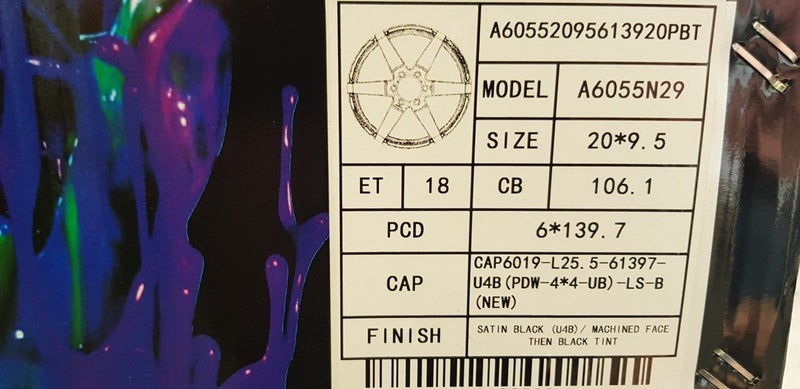 A60552095613920PBT
MODEL A6055N29
SIZE 20*9.5
ET 18 CB 106.1
PCD 6*139.7
CAP CAP6019-L25.5-61397-
U4B(PDW-4*4-UB)-LS-B
(NEW)
FINISH SATIN BLACK (U4B)/ MACHINED FACE
THEN BLACK TINT